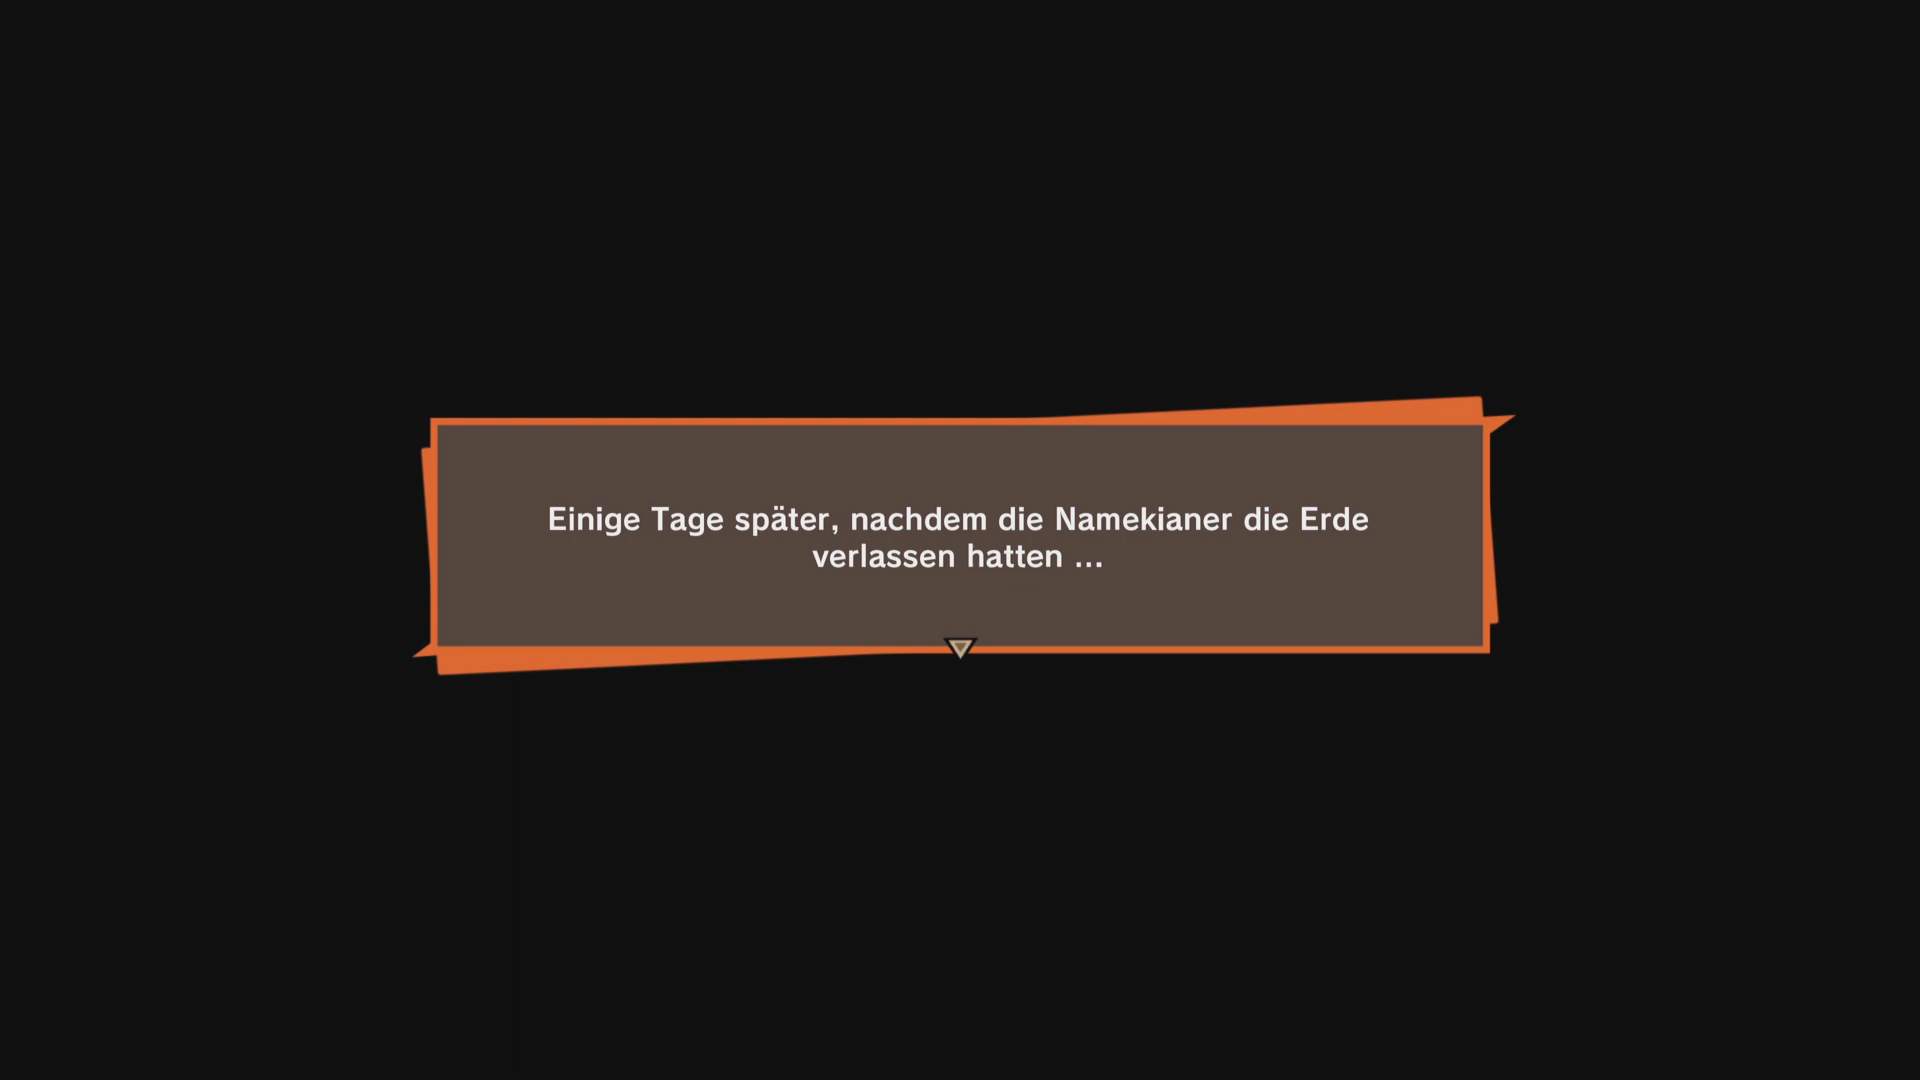 Einige Tage später, nachdem die Namekianer die Erde
verlassen hatten ...